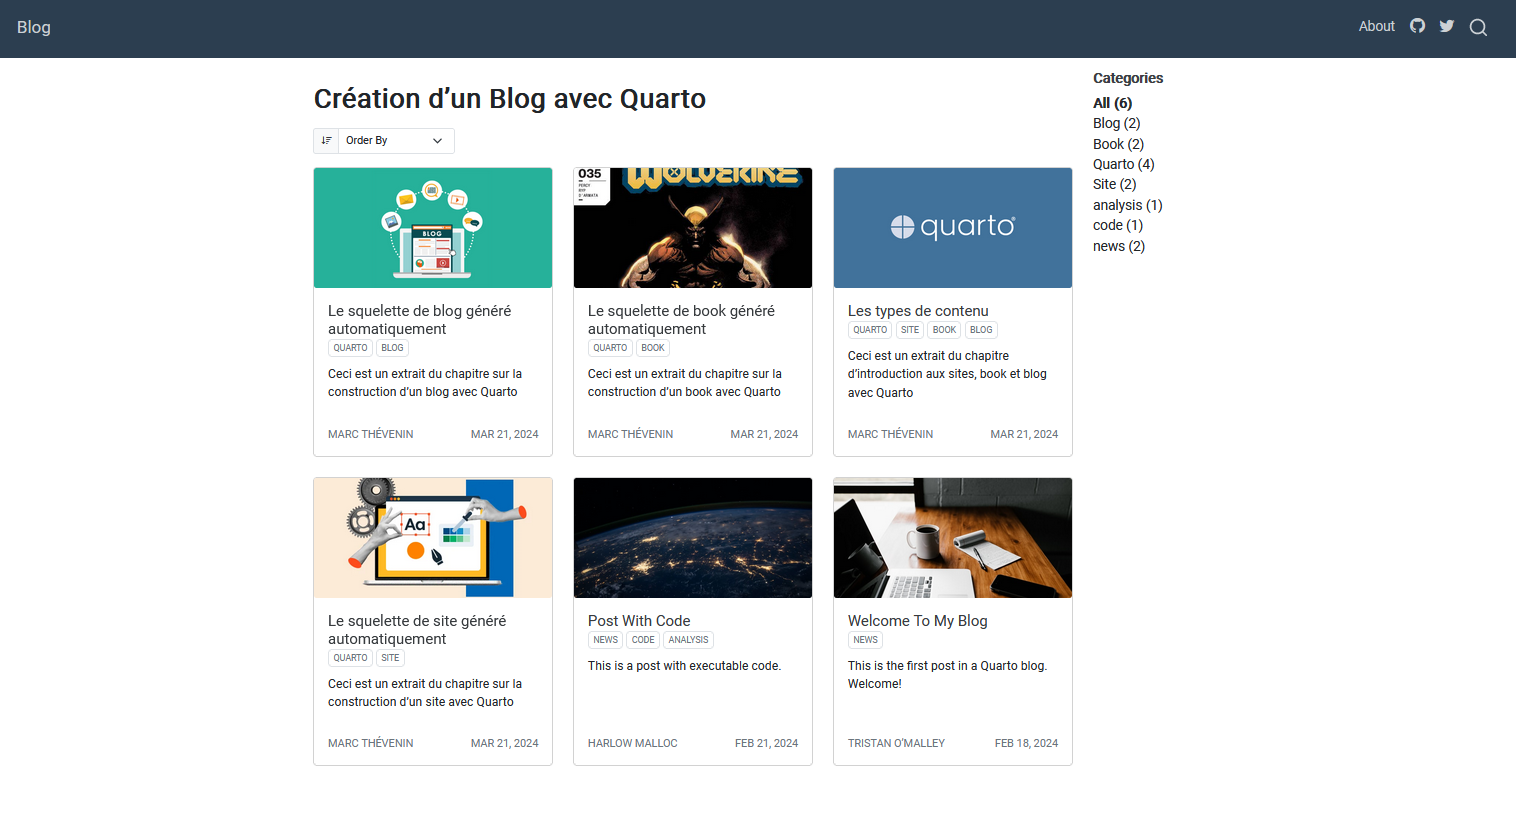 Blog
About
Création d’un Blog avec Quarto
Order By
BLOG
Le squelette de blog généré
automatiquement
QUARTO BLOG
Ceci est un extrait du chapitre sur la
construction d’un blog avec Quarto
MARC THÉVENIN MAR 21, 2024
035
WOLVERINE
Le squelette de book généré
automatiquement
QUARTO BOOK
Ceci est un extrait du chapitre sur la
construction d’un book avec Quarto
MARC THÉVENIN MAR 21, 2024
quarto®
Les types de contenu
QUARTO SITE BOOK BLOG
Ceci est un extrait du chapitre
d’introduction aux sites, book et blog
avec Quarto
MARC THÉVENIN MAR 21, 2024
Aa
Le squelette de site généré
automatiquement
QUARTO SITE
Ceci est un extrait du chapitre sur la
construction d’un site avec Quarto
MARC THÉVENIN MAR 21, 2024
Post With Code
NEWS CODE ANALYSIS
This is a post with executable code.
HARLOW MALLOC FEB 21, 2024
Welcome To My Blog
NEWS
This is the first post in a Quarto blog.
Welcome!
TRISTAN O’MALLEY FEB 18, 2024
Categories
All (6)
Blog (2)
Book (2)
Quarto (4)
Site (2)
analysis (1)
code (1)
news (2)